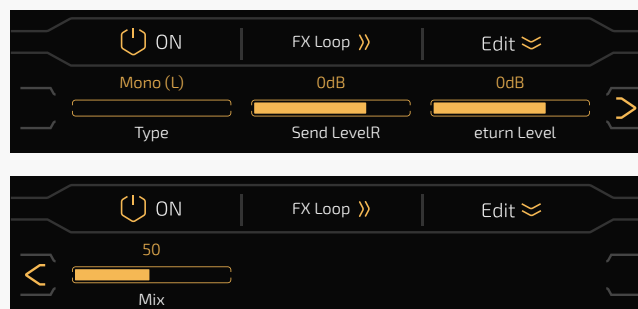 ON FX Loop Edit
Mono (L) 0dB 0dB
Type Send LevelR eturn Level
ON FX Loop Edit
50
Mix